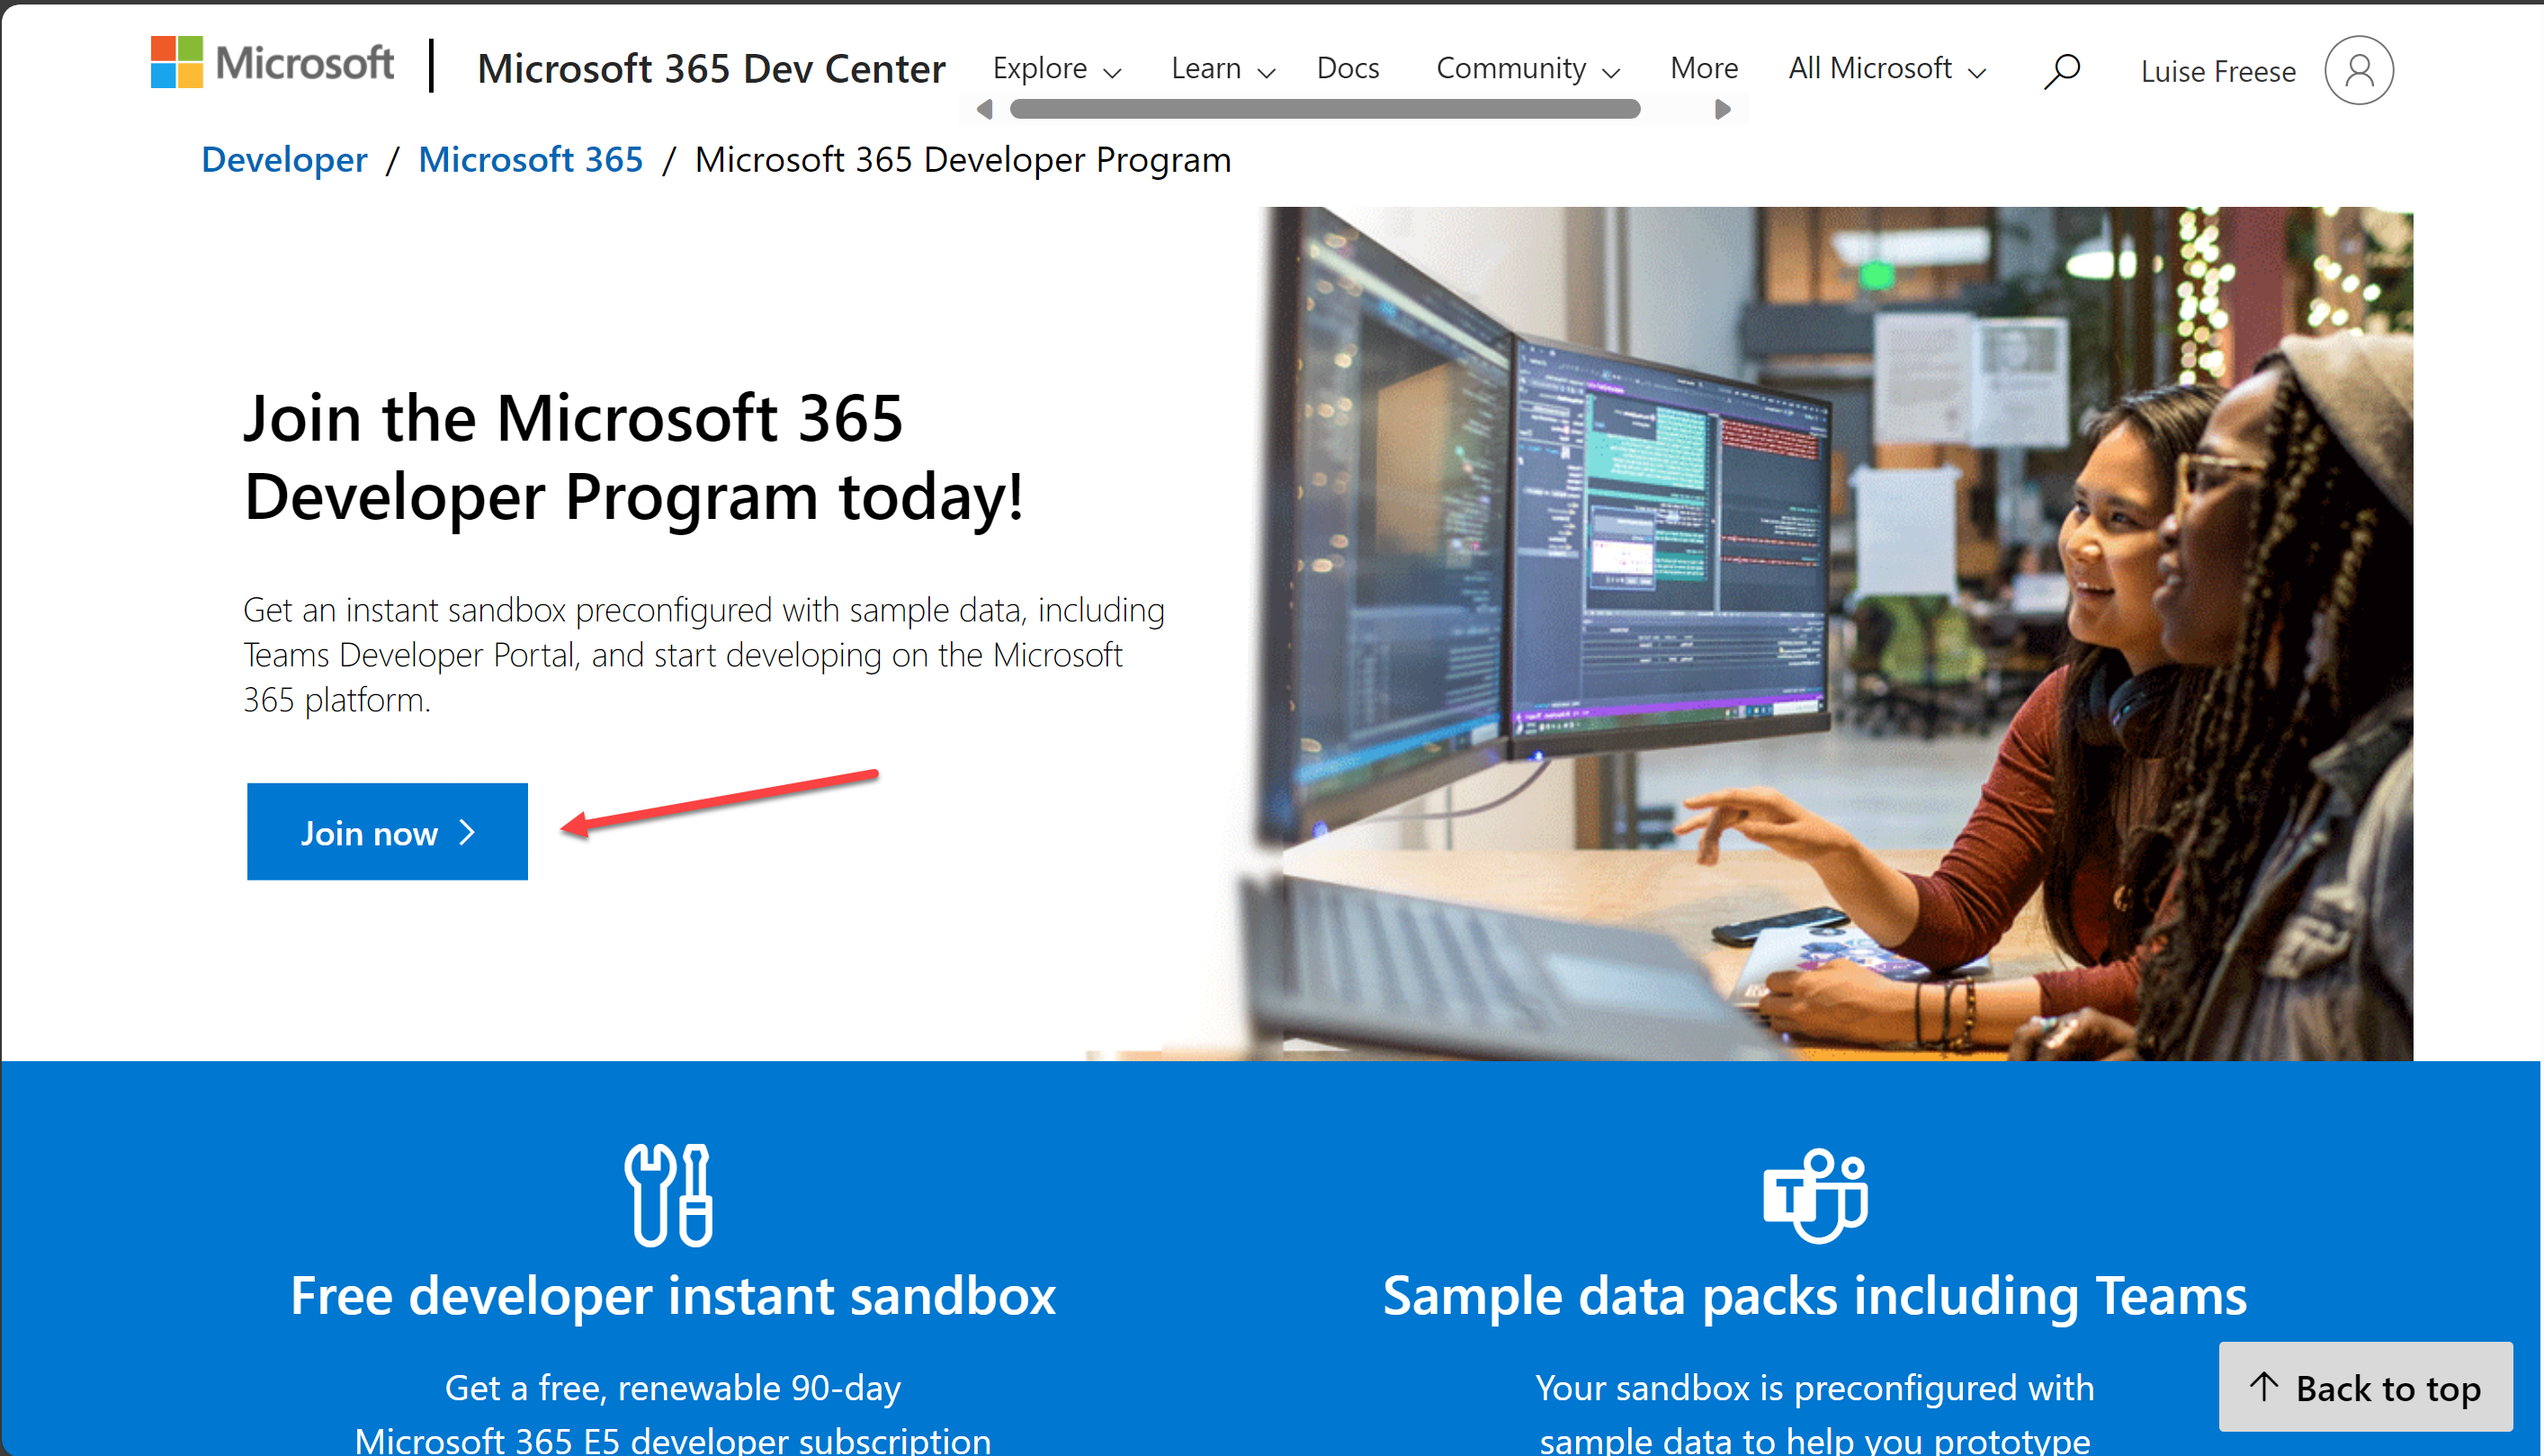 Microsoft
Microsoft 365 Dev Center
Explore
Learn
Docs
Community
More
All Microsoft
Luise Freese
Developer / Microsoft 365 / Microsoft 365 Developer Program
Join the Microsoft 365
Developer Program today!
Get an instant sandbox preconfigured with sample data, including
Teams Developer Portal, and start developing on the Microsoft
365 platform.
Join now
Free developer instant sandbox
Get a free, renewable 90-day
Microsoft 365 E5 developer subscription
Sample data packs including Teams
Your sandbox is preconfigured with
sample data to help you prototype
Back to top